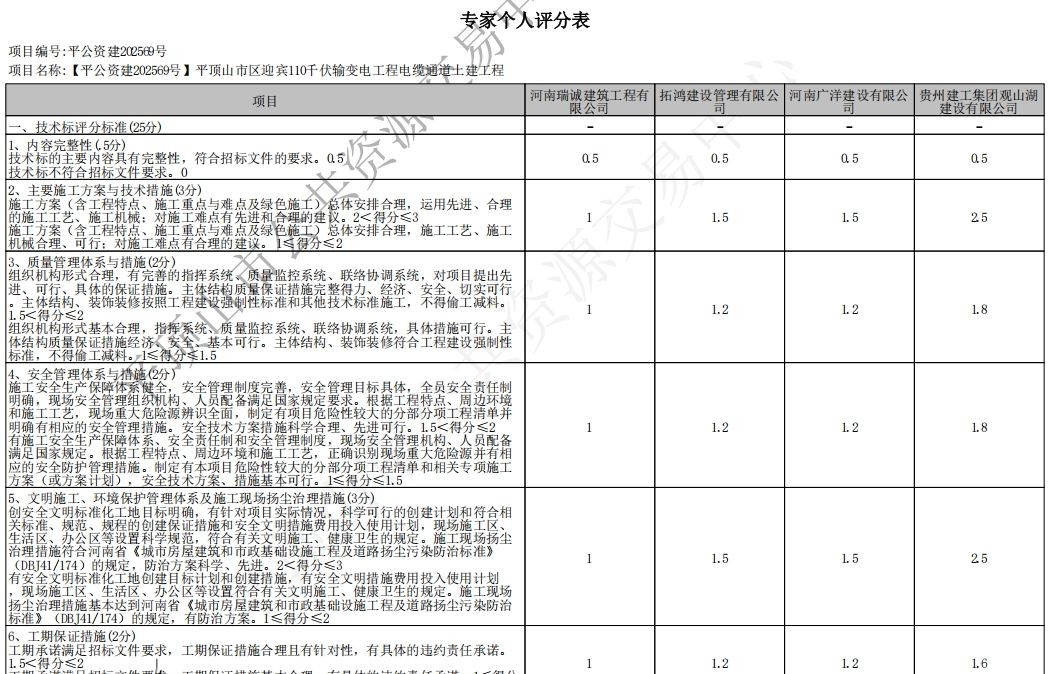 专家个人评分表
项目编号:平公资建202569号
项目名称:【平公资建202569号】平顶山市区迎宾110千伏输变电工程电缆通道土建工程
项目 河南瑞诚建筑工程有限公司 拓鸿建设管理有限公司 河南广洋建设有限公司 贵州建工集团观山湖建设有限公司
一、技术标评分标准(25分) - - - -
1、内容完整性(.5分)
技术标的主要内容具有完整性，符合招标文件的要求。0.5
技术标不符合招标文件要求。0
0.5 0.5 0.5 0.5
2、主要施工方案与技术措施(3分)
施工方案（含工程特点、施工重点与难点及绿色施工）总体安排合理，运用先进、合理
的施工工艺、施工机械；对施工难点有先进和合理的建议。2＜得分≤3
施工方案（含工程特点、施工重点与难点及绿色施工）总体安排合理，施工工艺、施工
机械合理、可行；对施工难点有合理的建议。1≤得分≤2
1 1.5 1.5 2.5
3、质量管理体系与措施(2分)
组织机构形式合理，有完善的指挥系统、质量监控系统、联络协调系统，对项目提出先
进、可行、具体的保证措施。主体结构质量保证措施完整得力、经济、安全、切实可行
。主体结构、装饰装修按照工程建设强制性标准和其他技术标准施工，不得偷工减料。
1.5＜得分≤2
组织机构形式基本合理，指挥系统、质量监控系统、联络协调系统，具体措施可行。主
体结构质量保证措施经济、安全、基本可行。主体结构、装饰装修符合工程建设强制性
标准，不得偷工减料。1≤得分≤1.5
1 1.2 1.2 1.8
4、安全管理体系与措施(2分)
施工安全生产保障体系健全，安全管理制度完善，安全管理目标具体，全员安全责任制
明确，现场安全管理组织机构、人员配备满足国家规定要求。根据工程特点、周边环境
和施工工艺，现场重大危险源辨识全面，制定有项目危险性较大的分部分项工程清单并
明确有相应的安全管理措施。安全技术方案措施科学合理、先进可行。1.5＜得分≤2
有施工安全生产保障体系、安全责任制和安全管理制度，现场安全管理机构、人员配备
满足国家规定。根据工程特点、周边环境和施工工艺，正确识别现场重大危险源并有相
应的安全防护管理措施。制定有本项目危险性较大的分部分项工程清单和相关专项施工
方案（或方案计划），安全技术方案、措施基本可行。1≤得分≤1.5
1 1.2 1.2 1.8
5、文明施工、环境保护管理体系及施工现场扬尘治理措施(3分)
创安全文明标准化工地目标明确，有针对项目实际情况，科学可行的创建计划和符合相
关标准、规范、规程的创建保证措施和安全文明措施费用投入使用计划，现场施工区、
生活区、办公区等设置科学规范，符合有关文明施工、健康卫生的规定。施工现场扬尘
治理措施符合河南省《城市房屋建筑和市政基础设施工程及道路扬尘污染防治标准》
（DBJ41/174）的规定，防治方案科学、先进。2＜得分≤3
有安全文明标准化工地创建目标计划和创建措施，有安全文明措施费用投入使用计划
，现场施工区、生活区、办公区等设置符合有关文明施工、健康卫生的规定。施工现场
扬尘治理措施基本达到河南省《城市房屋建筑和市政基础设施工程及道路扬尘污染防治
标准》（DBJ41/174）的规定，有防治方案。1≤得分≤2
1 1.5 1.5 2.5
6、工期保证措施(2分)
工期承诺满足招标文件要求，工期保证措施合理且有针对性，有具体的违约责任承诺。
1.5＜得分≤2
1 1.2 1.2 1.6